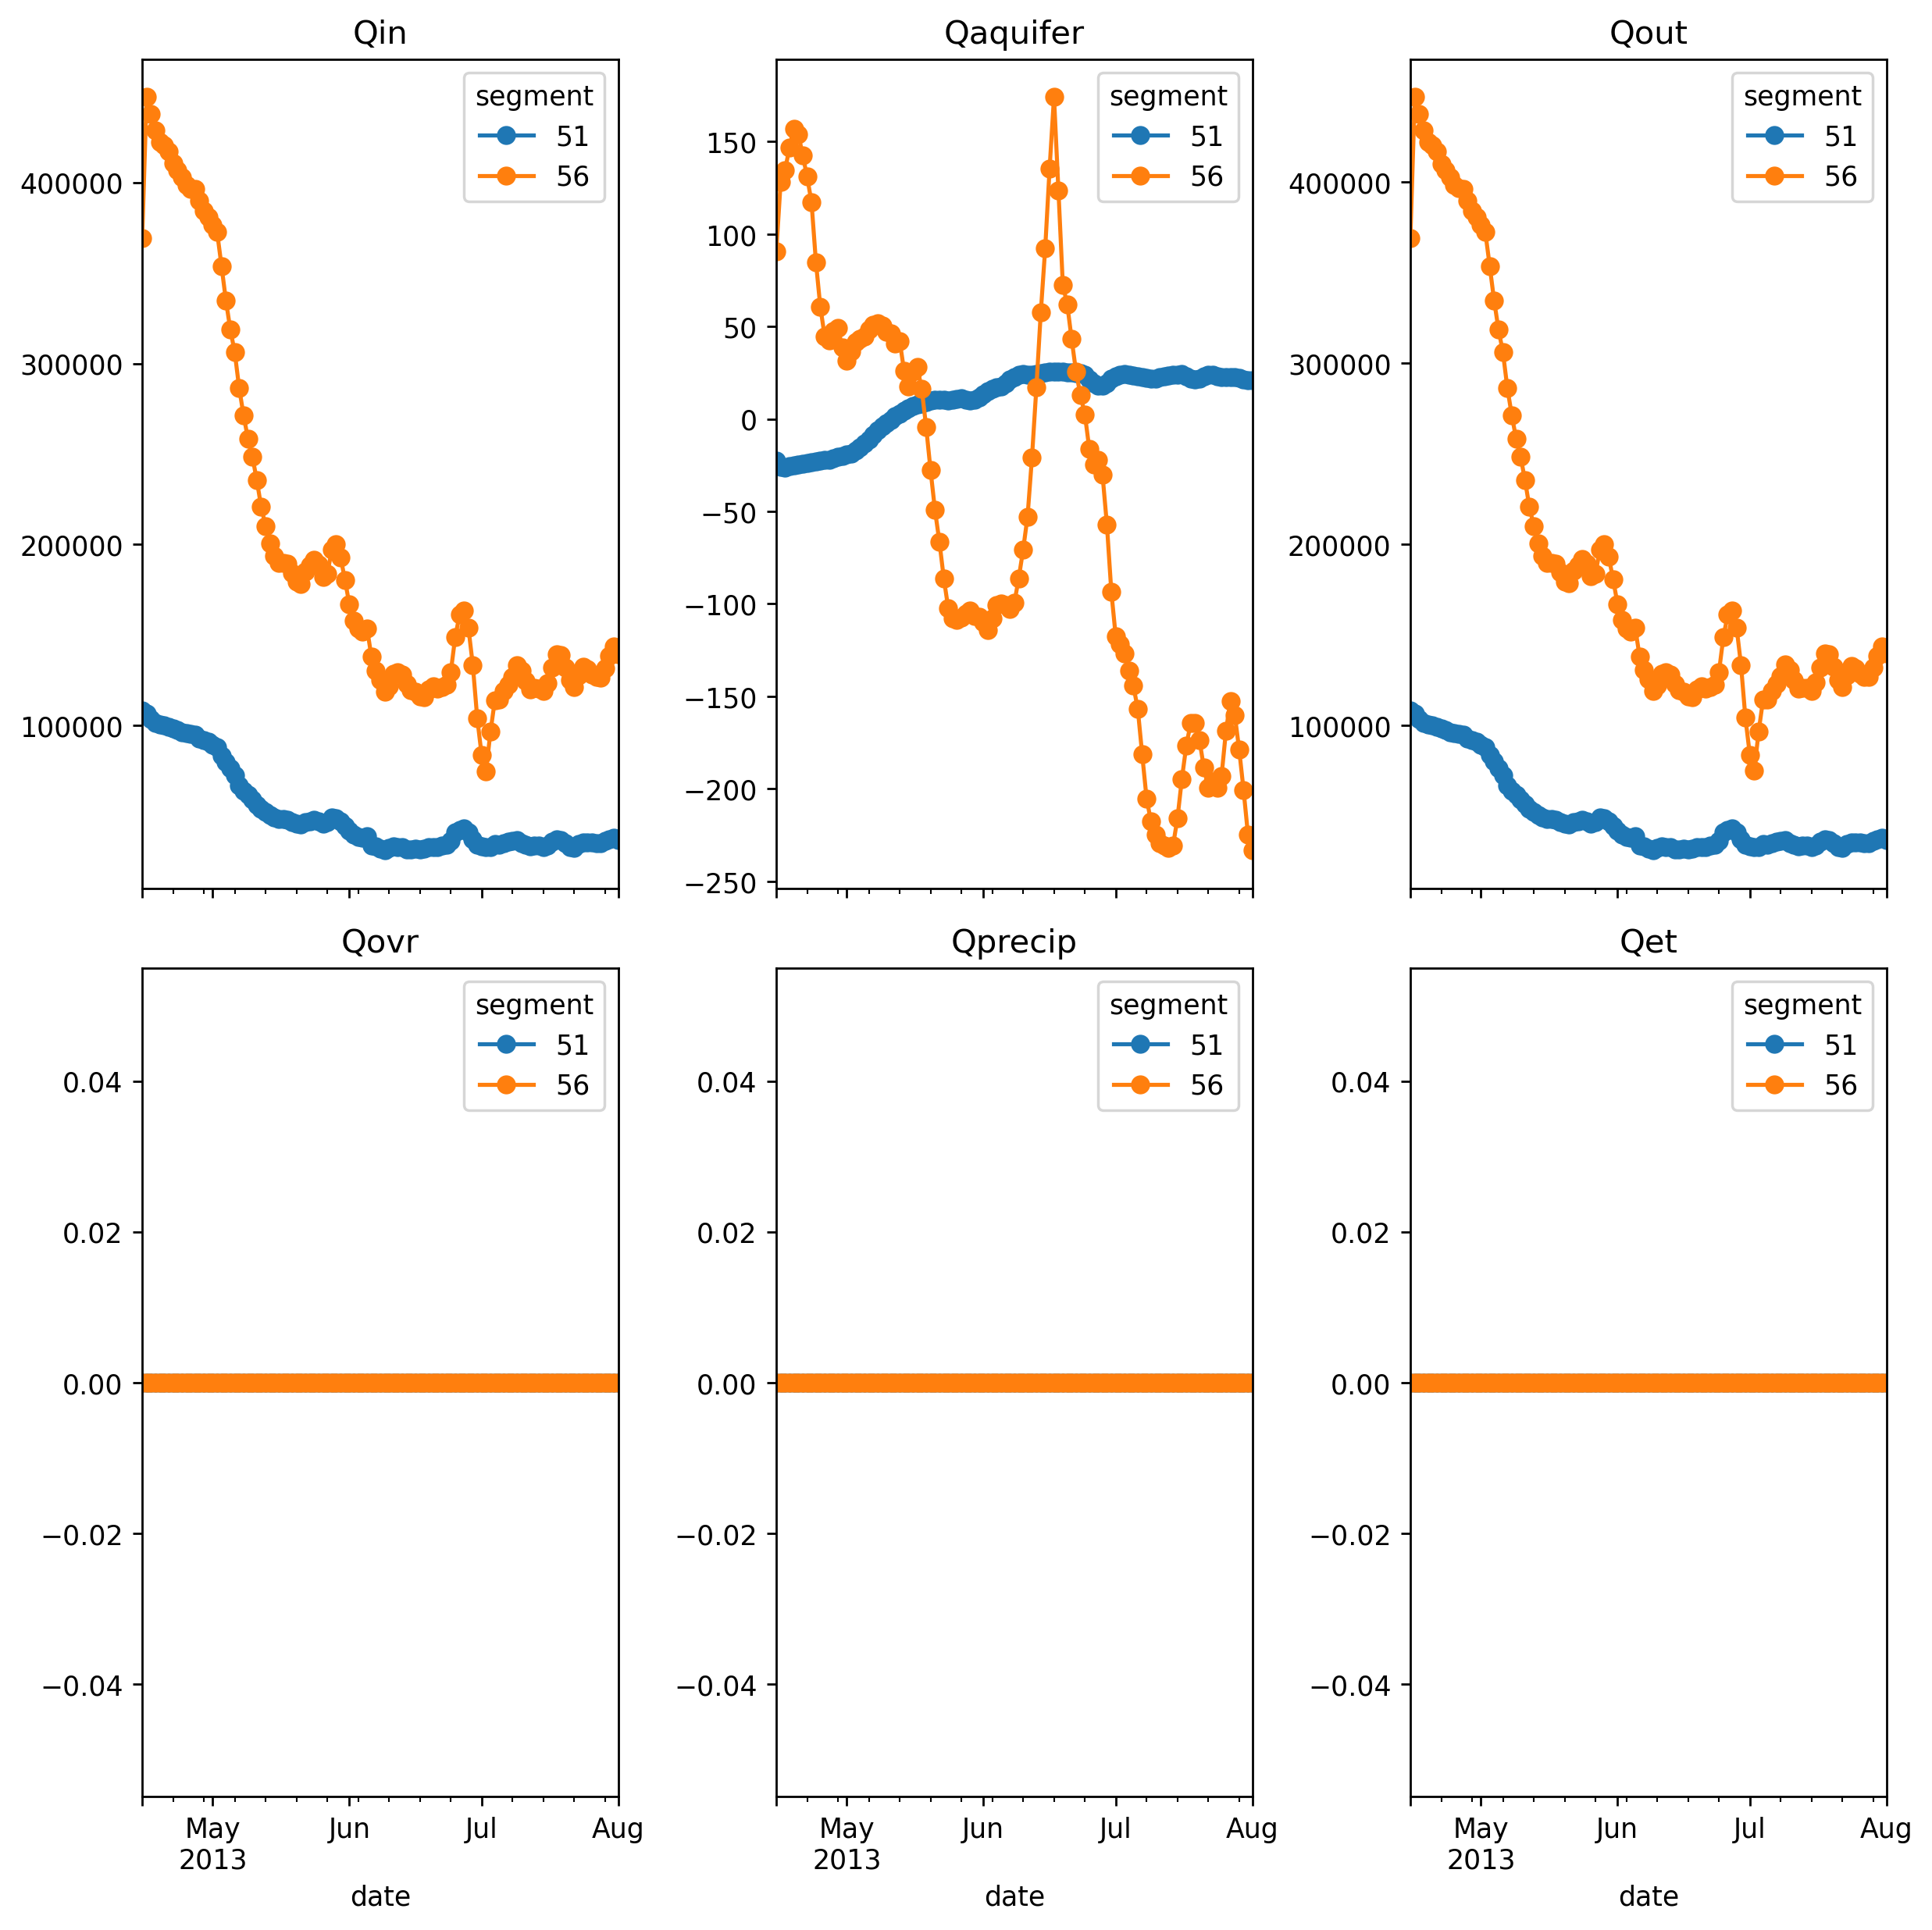 Qin
segment
51
56
400000
300000
200000
100000
Qaquifer
segment
51
56
150
100
50
0
−50
−100
−150
−200
−250
Qout
segment
51
56
400000
300000
200000
100000
Qovr
segment
51
56
0.04
0.02
0.00
−0.02
−0.04
May
2013
Jun
Jul
Aug
date
Qprecip
segment
51
56
0.04
0.02
0.00
−0.02
−0.04
May
2013
Jun
Jul
Aug
date
Qet
segment
51
56
0.04
0.02
0.00
−0.02
−0.04
May
2013
Jun
Jul
Aug
date